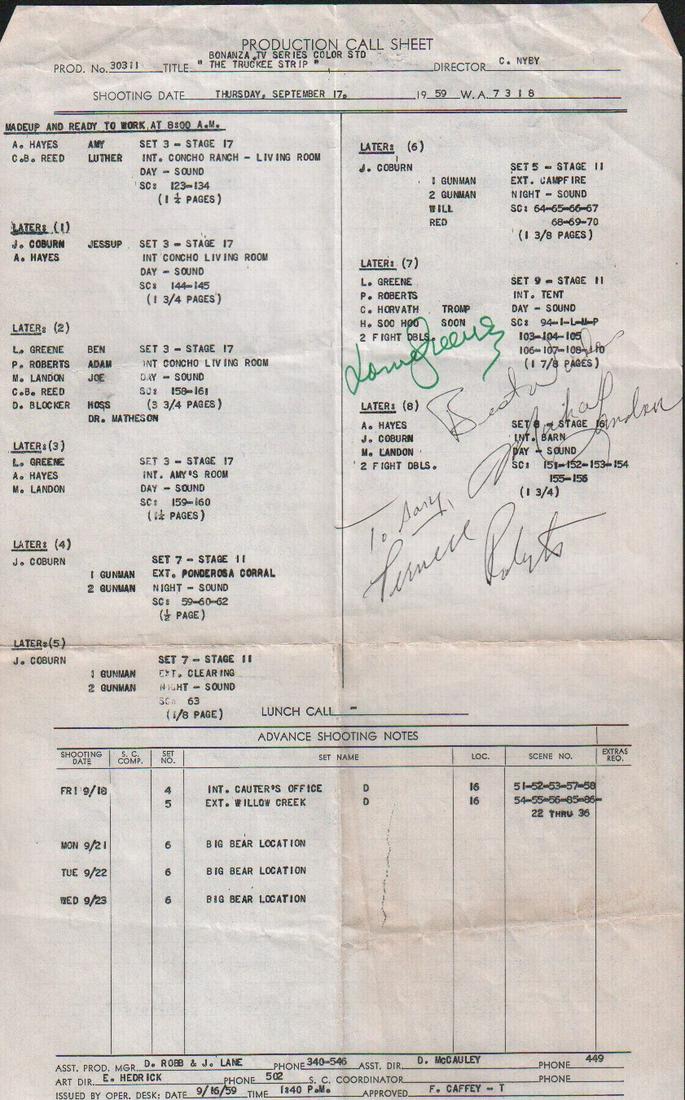 PRODUCTION CALL SHEET
BONANZA TV SERIES COLOR STD
PROD. No. 30311 TITLE "THE TRUCKEE STRIP" DIRECTOR C. NYBY
SHOOTING DATE THURSDAY, SEPTEMBER 17. 1959 W.A. 7318
MADEUP AND READY TO WORK AT 8:00 A.M.
A. HAYES AMY SET 3 - STAGE 17
C.B. REED LUTHER INT. CONCHO RANCH - LIVING ROOM
DAY - SOUND
SC: 123-134
(1 ½ PAGES)
LATER: (1)
J. COBURN JESSUP SET 3 - STAGE 17
A. HAYES INT CONCHO LIVING ROOM
DAY - SOUND
SC: 144-145
(1 3/4 PAGES)
LATER: (2)
L. GREENE BEN SET 3 - STAGE 17
P. ROBERTS ADAM INT CONCHO LIVING ROOM
M. LANDON JOE DAY - SOUND
C.B. REED SC: 158-161
D. BLOCKER HOSS (3 3/4 PAGES)
DR. MATHESON
LATER:(3)
L. GREENE SET 3 - STAGE 17
A. HAYES INT. AMY'S ROOM
M. LANDON DAY - SOUND
SC: 159-160
(1½ PAGES)
LATER: (4)
J. COBURN SET 7 - STAGE 11
1 GUNMAN EXT. PONDEROSA CORRAL
2 GUNMAN NIGHT - SOUND
SC: 59-60-62
(½ PAGE)
LATER:(5)
J. COBURN SET 7 - STAGE 11
1 GUNMAN EXT. CLEARING
2 GUNMAN NIGHT - SOUND
SC: 63
(1/8 PAGE)
LATER: (6)
J. COBURN SET 5 - STAGE 11
1 GUNMAN EXT. CAMPFIRE
2 GUNMAN NIGHT - SOUND
WILL SC: 64-65-66-67
RED 68-69-70
(1 3/8 PAGES)
LATER: (7)
L. GREENE SET 9 - STAGE 11
P. ROBERTS INT. TENT
C. HORVATH TROMP DAY - SOUND
H. SOO HOO SOON SC: 94-I-L-M-P
2 FIGHT DBLS. 103-104-105
106-107-108-110
(1 7/8 PAGES)
Lorne Greene
Best Wishes
Michael Landon
LATER: (8)
A. HAYES SET 8 - STAGE 16
J. COBURN INT. BARN
M. LANDON DAY - SOUND
2 FIGHT DBLS. SC: 151-152-153-154
155-156
(1 3/4)
To Gary,
Pernell Roberts
LUNCH CALL -
ADVANCE SHOOTING NOTES
SHOOTING DATE S. C. COMP. SET NO. SET NAME LOC. SCENE NO. EXTRAS REQ.
FRI 9/18 4 INT. CAUTER'S OFFICE D 16 51-52-53-57-58
5 EXT. WILLOW CREEK D 16 54-55-56-85-86-
22 THRU 36
MON 9/21 6 BIG BEAR LOCATION
TUE 9/22 6 BIG BEAR LOCATION
WED 9/23 6 BIG BEAR LOCATION
ASST. PROD. MGR. D. ROBB & J. LANE PHONE 340-546 ASST. DIR. D. McCAULEY PHONE 449
ART DIR. E. HEDRICK PHONE 502 S. C. COORDINATOR PHONE
ISSUED BY OPER. DESK: DATE 9/16/59 TIME 1:40 P.M. APPROVED F. CAFFEY - T